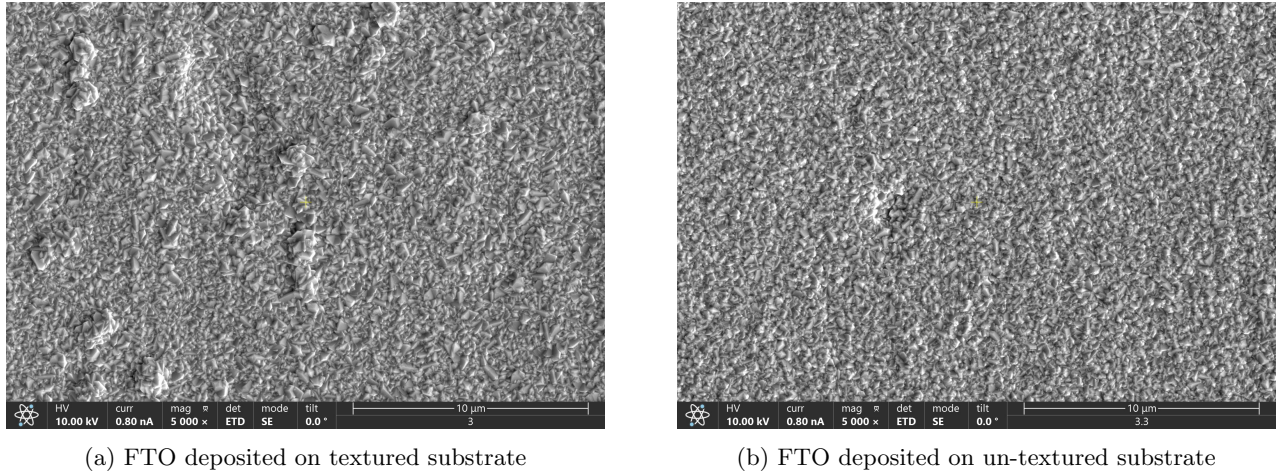 HV curr mag det mode tilt 10 µm
10.00 kV 0.80 nA 5 000 × ETD SE 0.0 ° 3
HV curr mag det mode tilt 10 µm
10.00 kV 0.80 nA 5 000 × ETD SE 0.0 ° 3.3
(a) FTO deposited on textured substrate
(b) FTO deposited on un-textured substrate